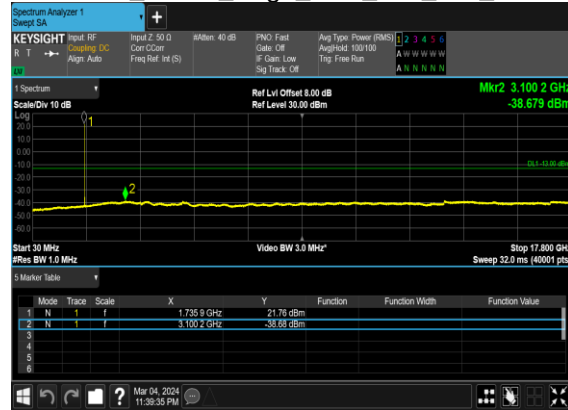 Spectrum Analyzer 1
Swept SA
+
KEYSIGHT
R T
Input: RF
Coupling: DC
Align: Auto
Input Z: 50 Ω
Corr CCorr
Freq Ref: Int (S)
#Atten: 40 dB
PNO: Fast
Gate: Off
IF Gain: Low
Sig Track: Off
Avg Type: Power (RMS)
Avg|Hold: 100/100
Trig: Free Run
1 2 3 4 5 6
A W W W W W
A N N N N N
1 Spectrum
Scale/Div 10 dB
Ref Lvl Offset 8.00 dB
Ref Level 30.00 dBm
Mkr2 3.100 2 GHz
-38.679 dBm
Log
20.0
10.0
0.00
-10.0
-20.0
-30.0
-40.0
-50.0
-60.0
1
2
DL1 -13.00 dBm
Start 30 MHz
#Res BW 1.0 MHz
Video BW 3.0 MHz*
Stop 17.800 GHz
Sweep 32.0 ms (40001 pts)
5 Marker Table
Mode Trace Scale X Y Function Function Width Function Value
1 N 1 f 1.735 9 GHz 21.76 dBm
2 N 1 f 3.100 2 GHz -38.68 dBm
3
4
5
6
?
Mar 04, 2024
11:39:35 PM